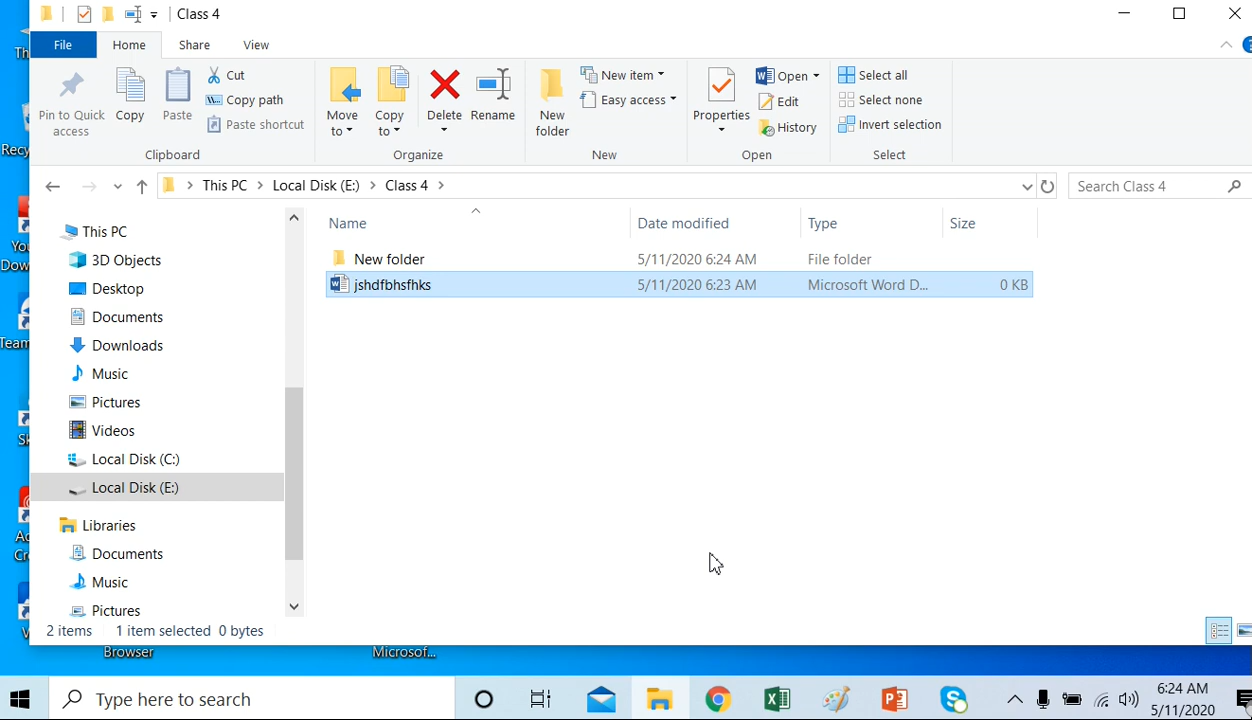 Class 4
File Home Share View
Pin to Quick access
Copy
Paste
Cut
Copy path
Paste shortcut
Clipboard
Move to
Copy to
Delete
Rename
Organize
New folder
New item
Easy access
New
Properties
Open
Edit
History
Open
Select all
Select none
Invert selection
Select
This PC > Local Disk (E:) > Class 4 >
Search Class 4
Name Date modified Type Size
New folder 5/11/2020 6:24 AM File folder
jshdfbhsfhks 5/11/2020 6:23 AM Microsoft Word D... 0 KB
This PC
3D Objects
Desktop
Documents
Downloads
Music
Pictures
Videos
Local Disk (C:)
Local Disk (E:)
Libraries
Documents
Music
Pictures
2 items 1 item selected 0 bytes
Browser
Microsof...
Type here to search
6:24 AM
5/11/2020